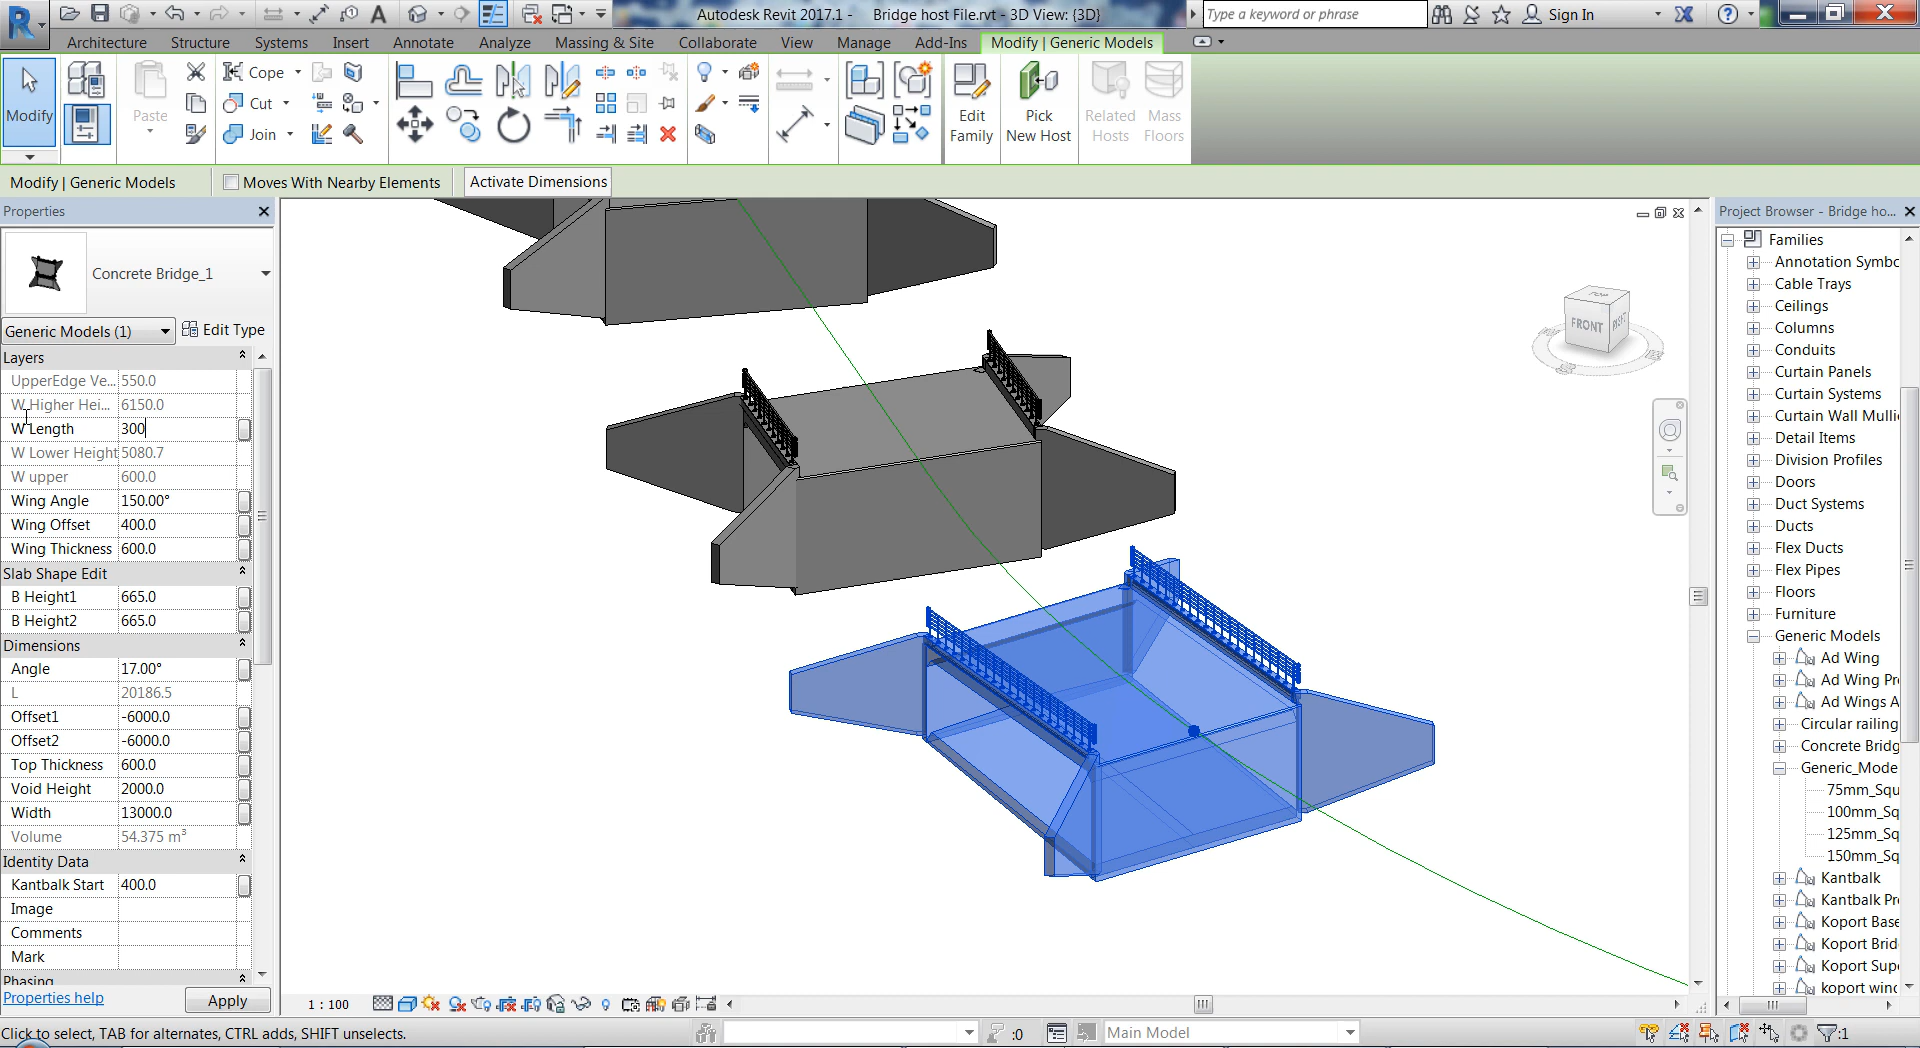 Autodesk Revit 2017.1 -     Bridge host File.rvt - 3D View: {3D}
Type a keyword or phrase
Sign In
Architecture Structure Systems Insert Annotate Analyze Massing & Site Collaborate View Manage Add-Ins Modify | Generic Models
Modify
Paste
Cope
Cut
Join
Edit
Family
Pick
New Host
Related
Hosts
Mass
Floors
Modify | Generic Models
Moves With Nearby Elements
Activate Dimensions
Properties
Concrete Bridge_1
Generic Models (1)
Edit Type
Layers
UpperEdge Ve... 550.0
W Higher Hei... 6150.0
W Length 300
W Lower Height 5080.7
W upper 600.0
Wing Angle 150.00°
Wing Offset 400.0
Wing Thickness 600.0
Slab Shape Edit
B Height1 665.0
B Height2 665.0
Dimensions
Angle 17.00°
L 20186.5
Offset1 -6000.0
Offset2 -6000.0
Top Thickness 600.0
Void Height 2000.0
Width 13000.0
Volume 54.375 m³
Identity Data
Kantbalk Start 400.0
Image
Comments
Mark
Phasing
Properties help
Apply
TOP
FRONT
RIGHT
Project Browser - Bridge ho...
Families
Annotation Symbo
Cable Trays
Ceilings
Columns
Conduits
Curtain Panels
Curtain Systems
Curtain Wall Mulli
Detail Items
Division Profiles
Doors
Duct Systems
Ducts
Flex Ducts
Flex Pipes
Floors
Furniture
Generic Models
Ad Wing
Ad Wing Pr
Ad Wings A
Circular railing
Concrete Bridg
Generic_Mode
75mm_Squ
100mm_Sq
125mm_Sq
150mm_Sq
Kantbalk
Kantbalk Pr
Koport Base
Koport Brid
Koport Supe
koport winc
1 : 100
Click to select, TAB for alternates, CTRL adds, SHIFT unselects.
:0
Main Model
:1